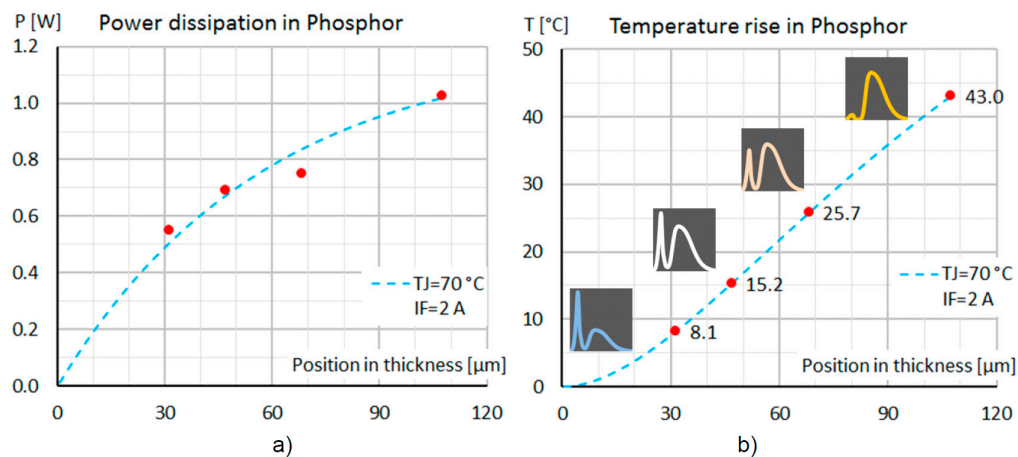 P [W]
Power dissipation in Phosphor
1.2
1.0
0.8
0.6
0.4
0.2
0.0
TJ=70 °C
IF=2 A
Position in thickness [µm]
0
30
60
90
120
a)
T [°C]
Temperature rise in Phosphor
50
40
30
20
10
0
43.0
25.7
15.2
8.1
TJ=70 °C
IF=2 A
Position in thickness [µm]
0
30
60
90
120
b)